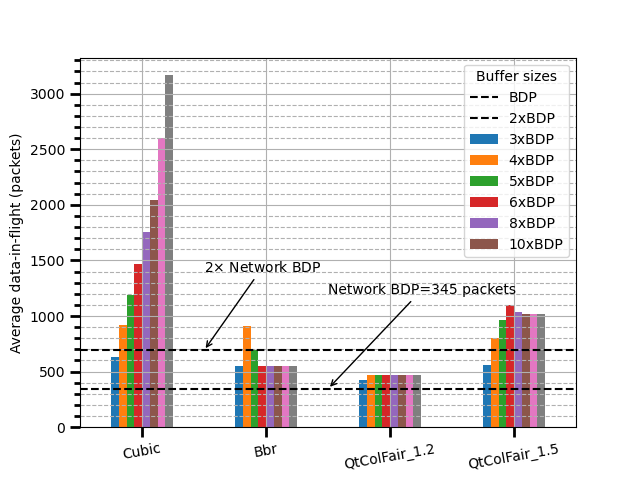 Average data-in-flight (packets)
3000
2500
2000
1500
1000
500
0
Buffer sizes
BDP
2xBDP
3xBDP
4xBDP
5xBDP
6xBDP
8xBDP
10xBDP
2× Network BDP
Network BDP=345 packets
Cubic
Bbr
QtColFair_1.2
QtColFair_1.5